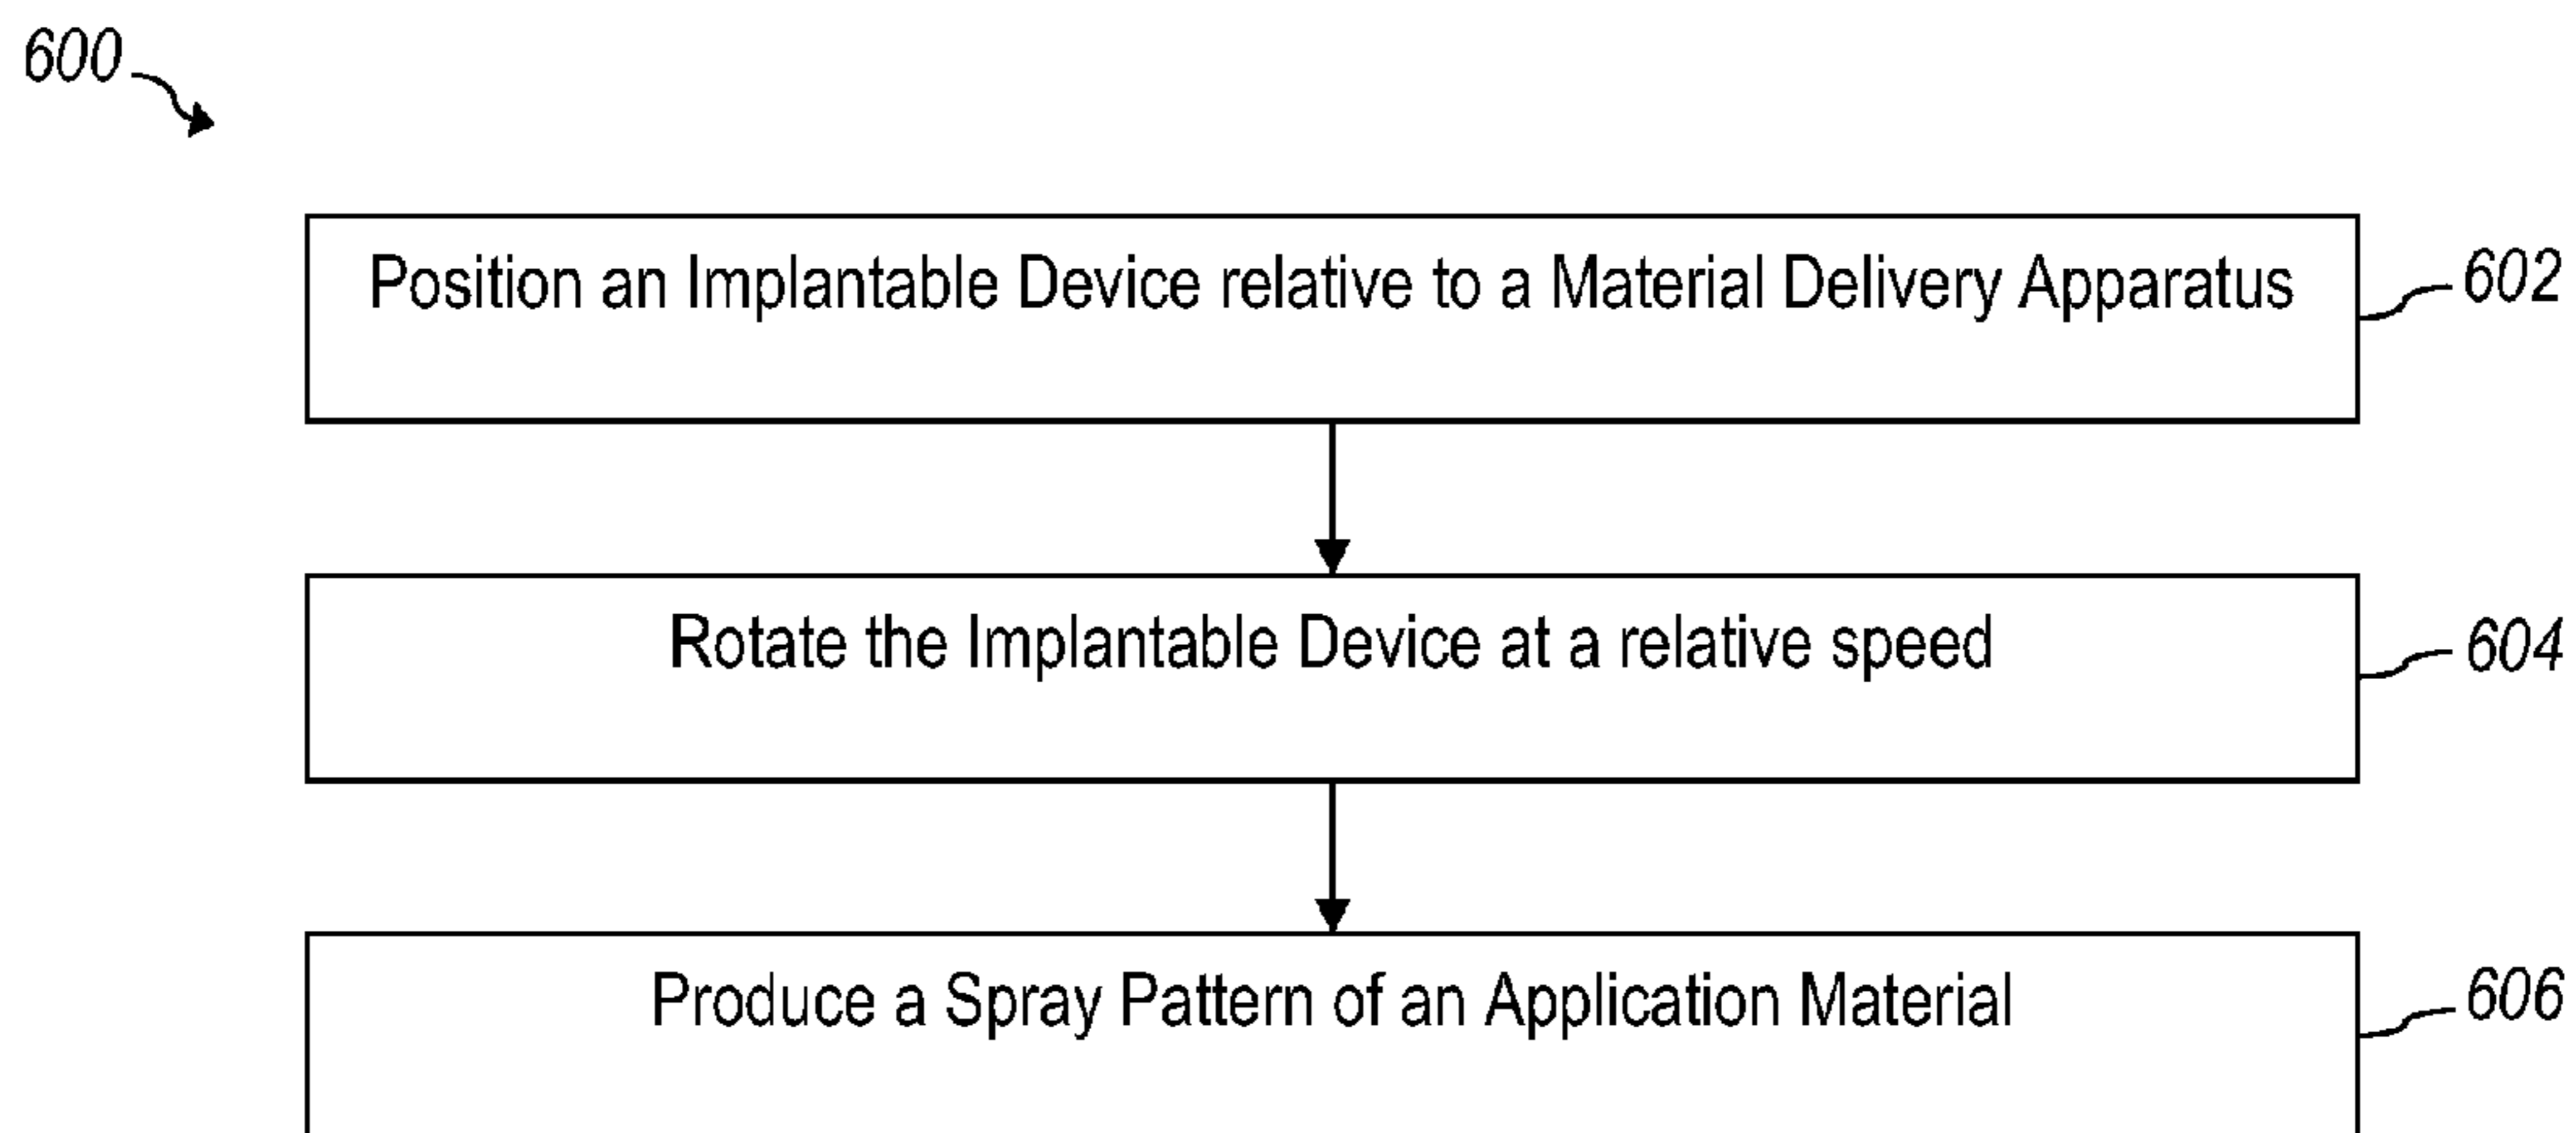 600
Position an Implantable Device relative to a Material Delivery Apparatus
602
Rotate the Implantable Device at a relative speed
604
Produce a Spray Pattern of an Application Material
606